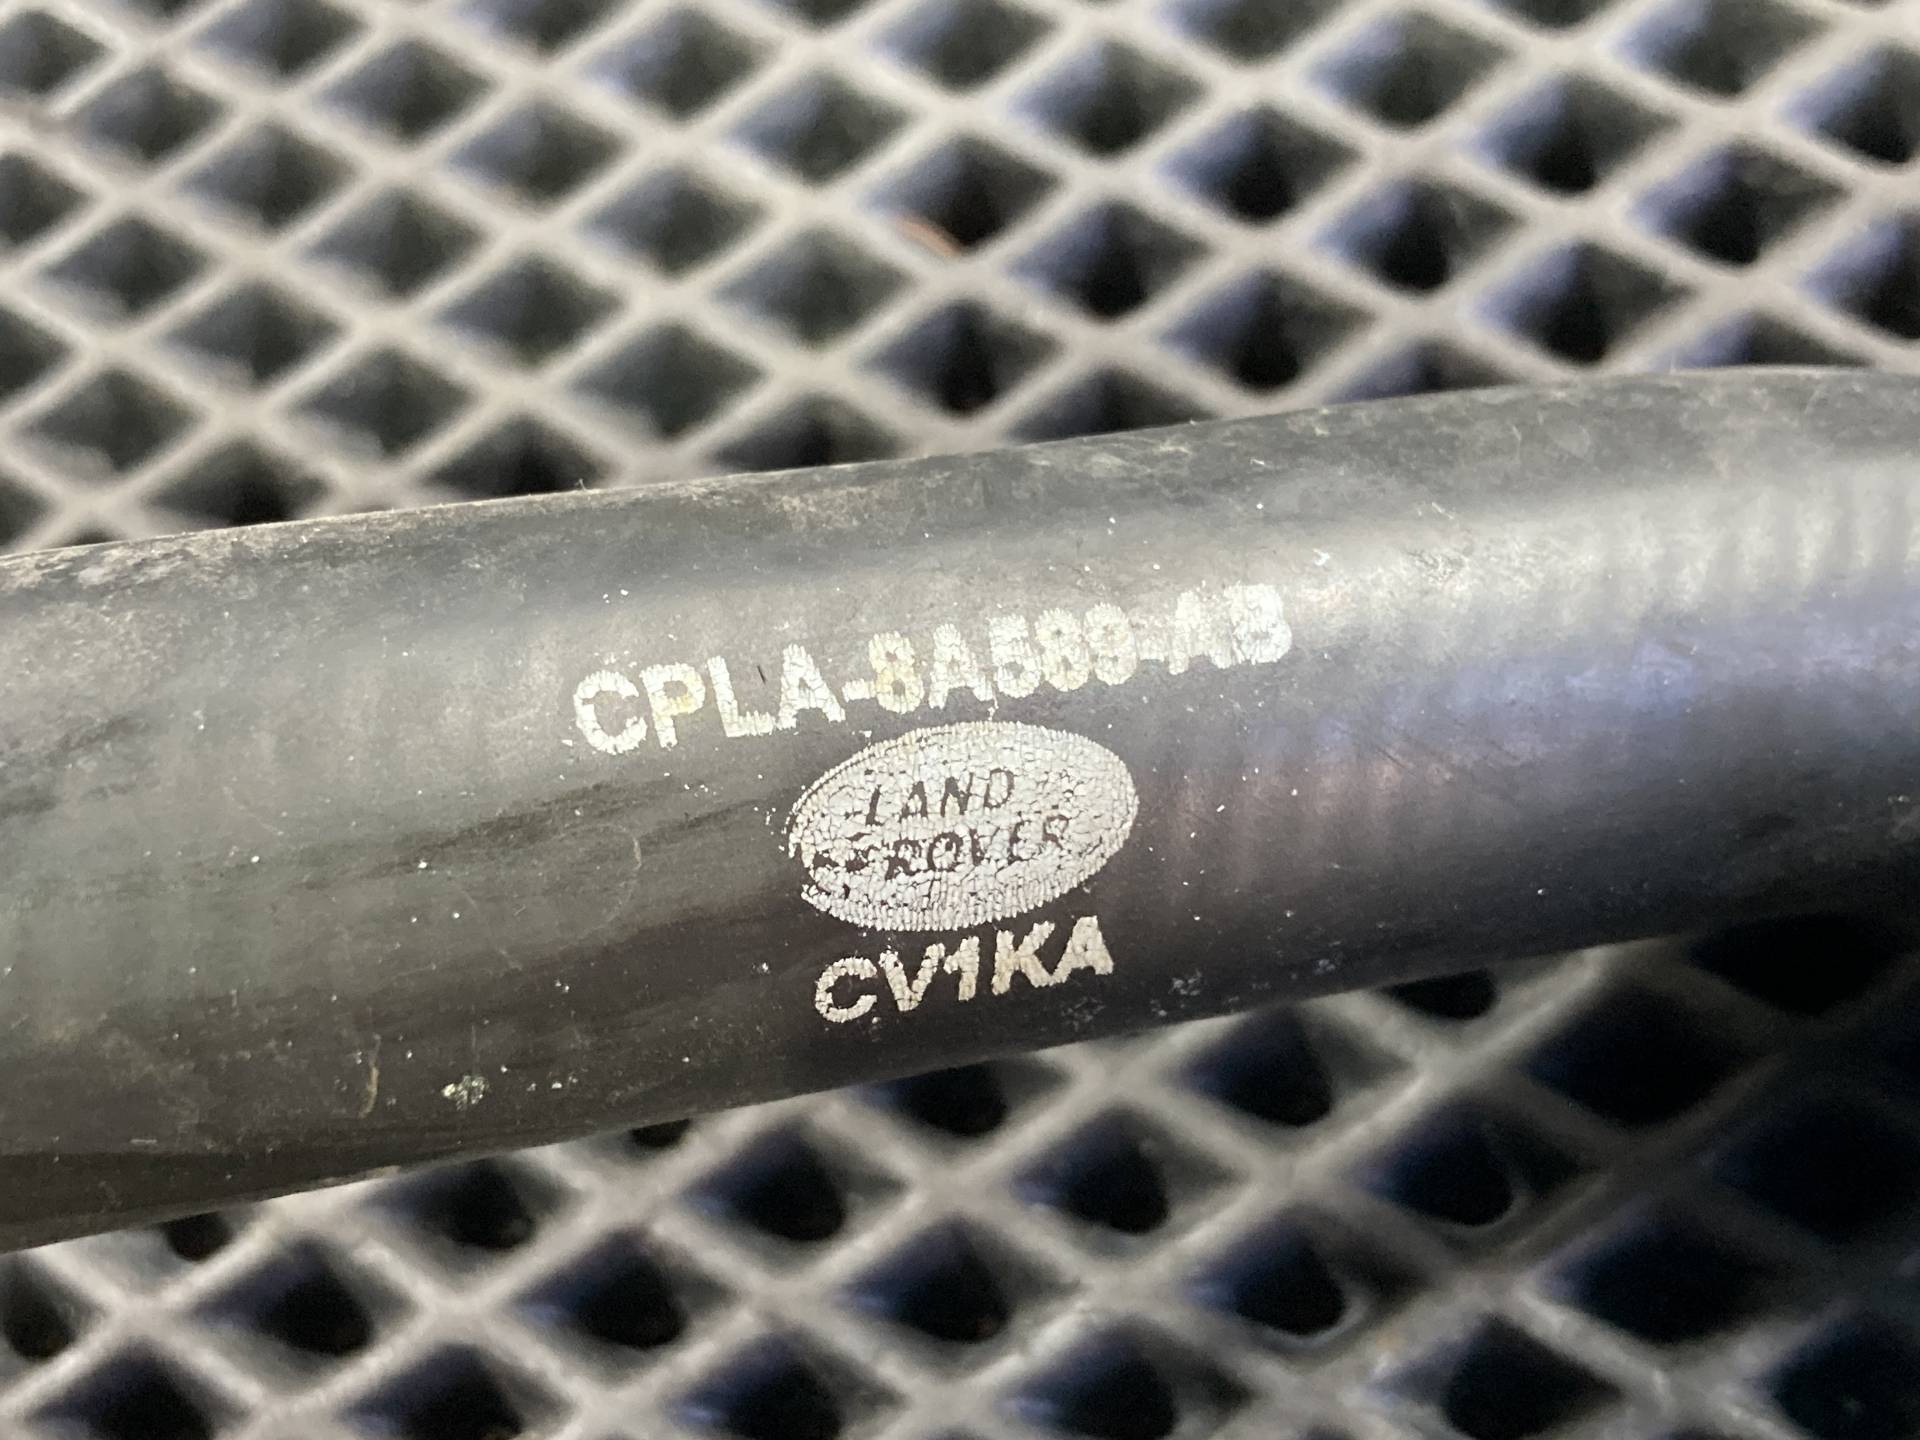 CPLA-8A589-AB
LAND
ROVER
CV1KA